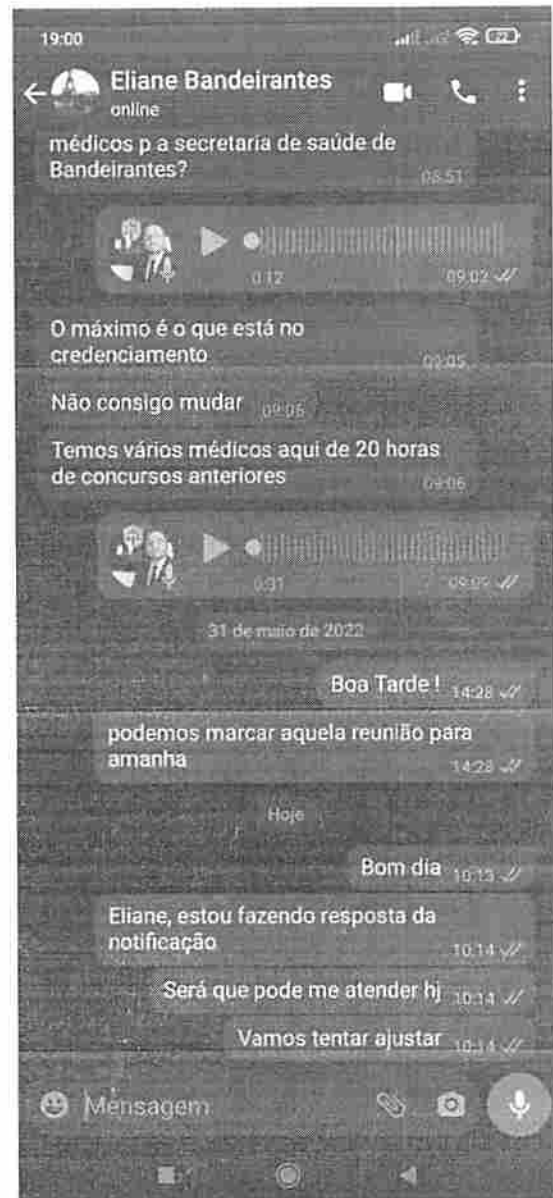 19:00
22
Eliane Bandeirantes
online
médicos p a secretaria de saúde de
Bandeirantes?
08:51
0:12
09:02
O máximo é o que está no
credenciamento
09:05
Não consigo mudar
09:06
Temos vários médicos aqui de 20 horas
de concursos anteriores
09:06
0:31
09:09
31 de maio de 2022
Boa Tarde !
14:28
podemos marcar aquela reunião para
amanha
14:28
Hoje
Bom dia
10:13
Eliane, estou fazendo resposta da
notificação
10:14
Será que pode me atender hj
10:14
Vamos tentar ajustar
10:14
Mensagem